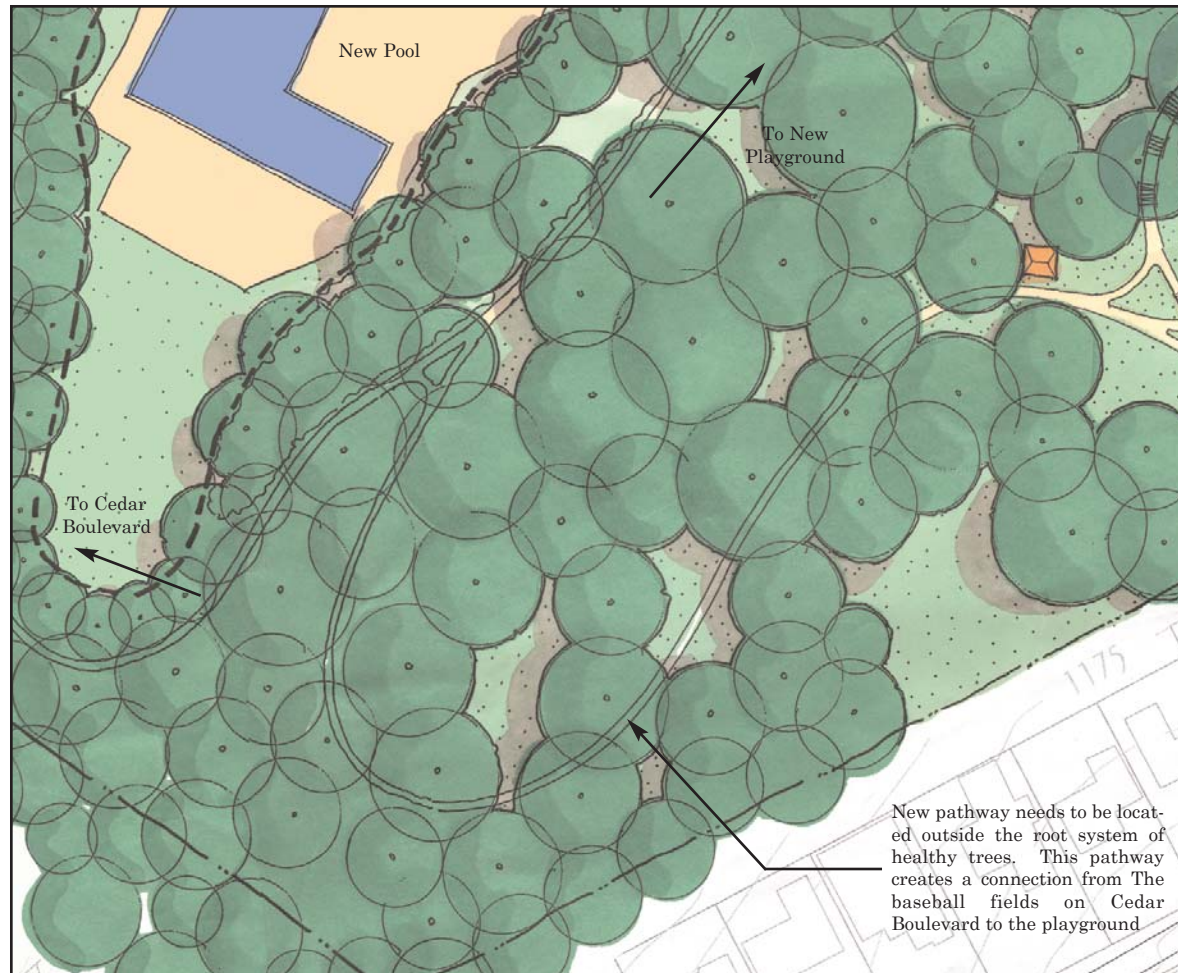 New Pool
To New
Playground
To Cedar
Boulevard
1175
New pathway needs to be locat-
ed outside the root system of
healthy trees. This pathway
creates a connection from The
baseball fields on Cedar
Boulevard to the playground